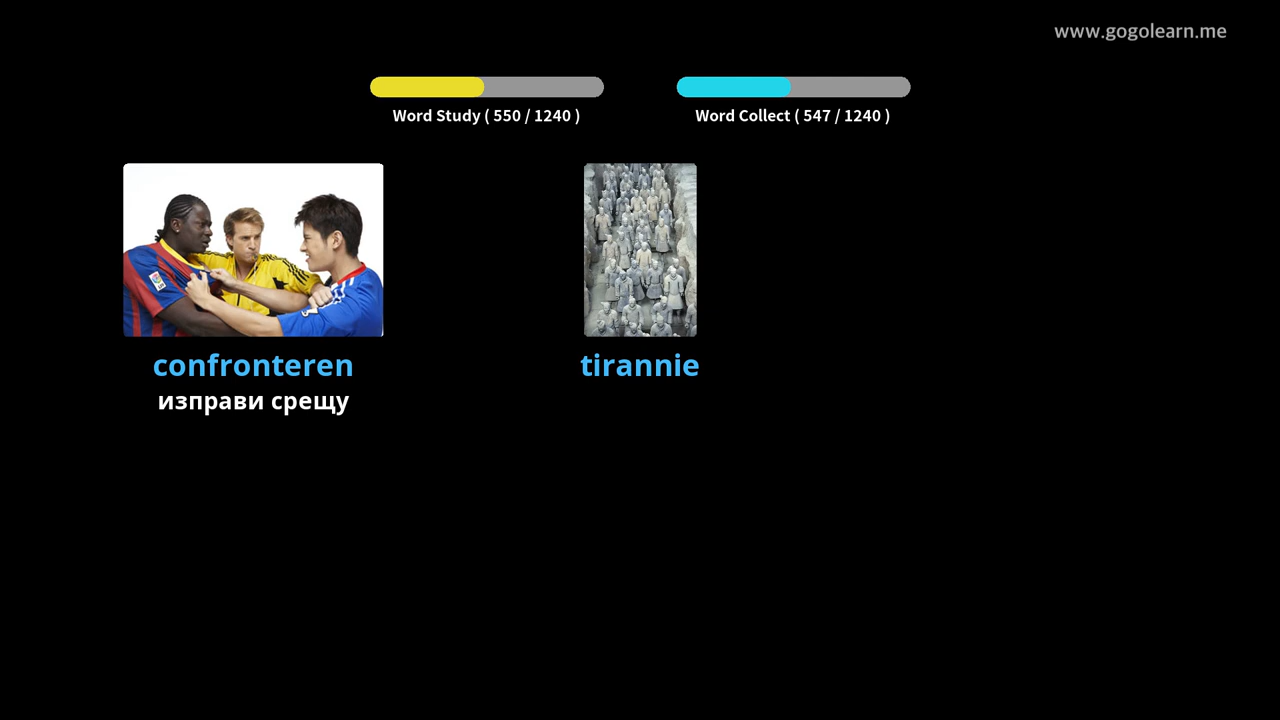 www.gogolearn.me
Word Study ( 550 / 1240 )
Word Collect ( 547 / 1240 )
confronteren
изправи срещу
tirannie